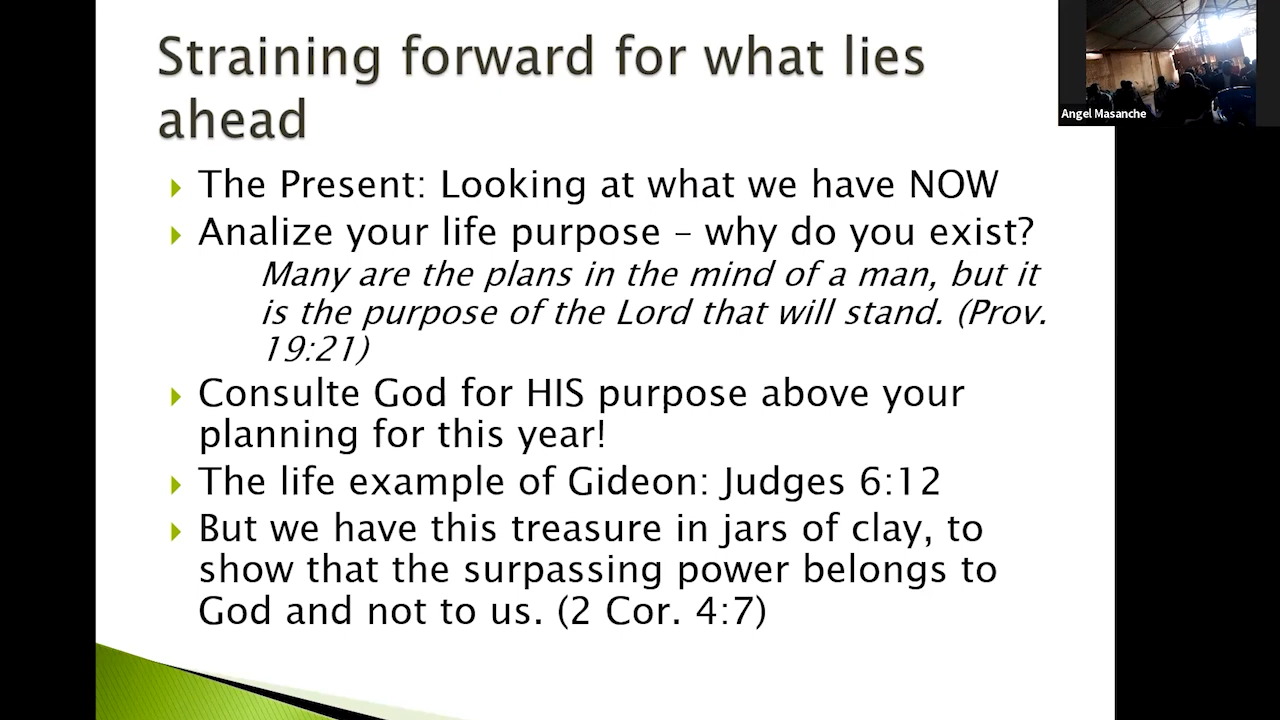 Straining forward for what lies
ahead
The Present: Looking at what we have NOW
Analize your life purpose – why do you exist?
Many are the plans in the mind of a man, but it
is the purpose of the Lord that will stand. (Prov.
19:21)
Consulte God for HIS purpose above your
planning for this year!
The life example of Gideon: Judges 6:12
But we have this treasure in jars of clay, to
show that the surpassing power belongs to
God and not to us. (2 Cor. 4:7)
Angel Masanche